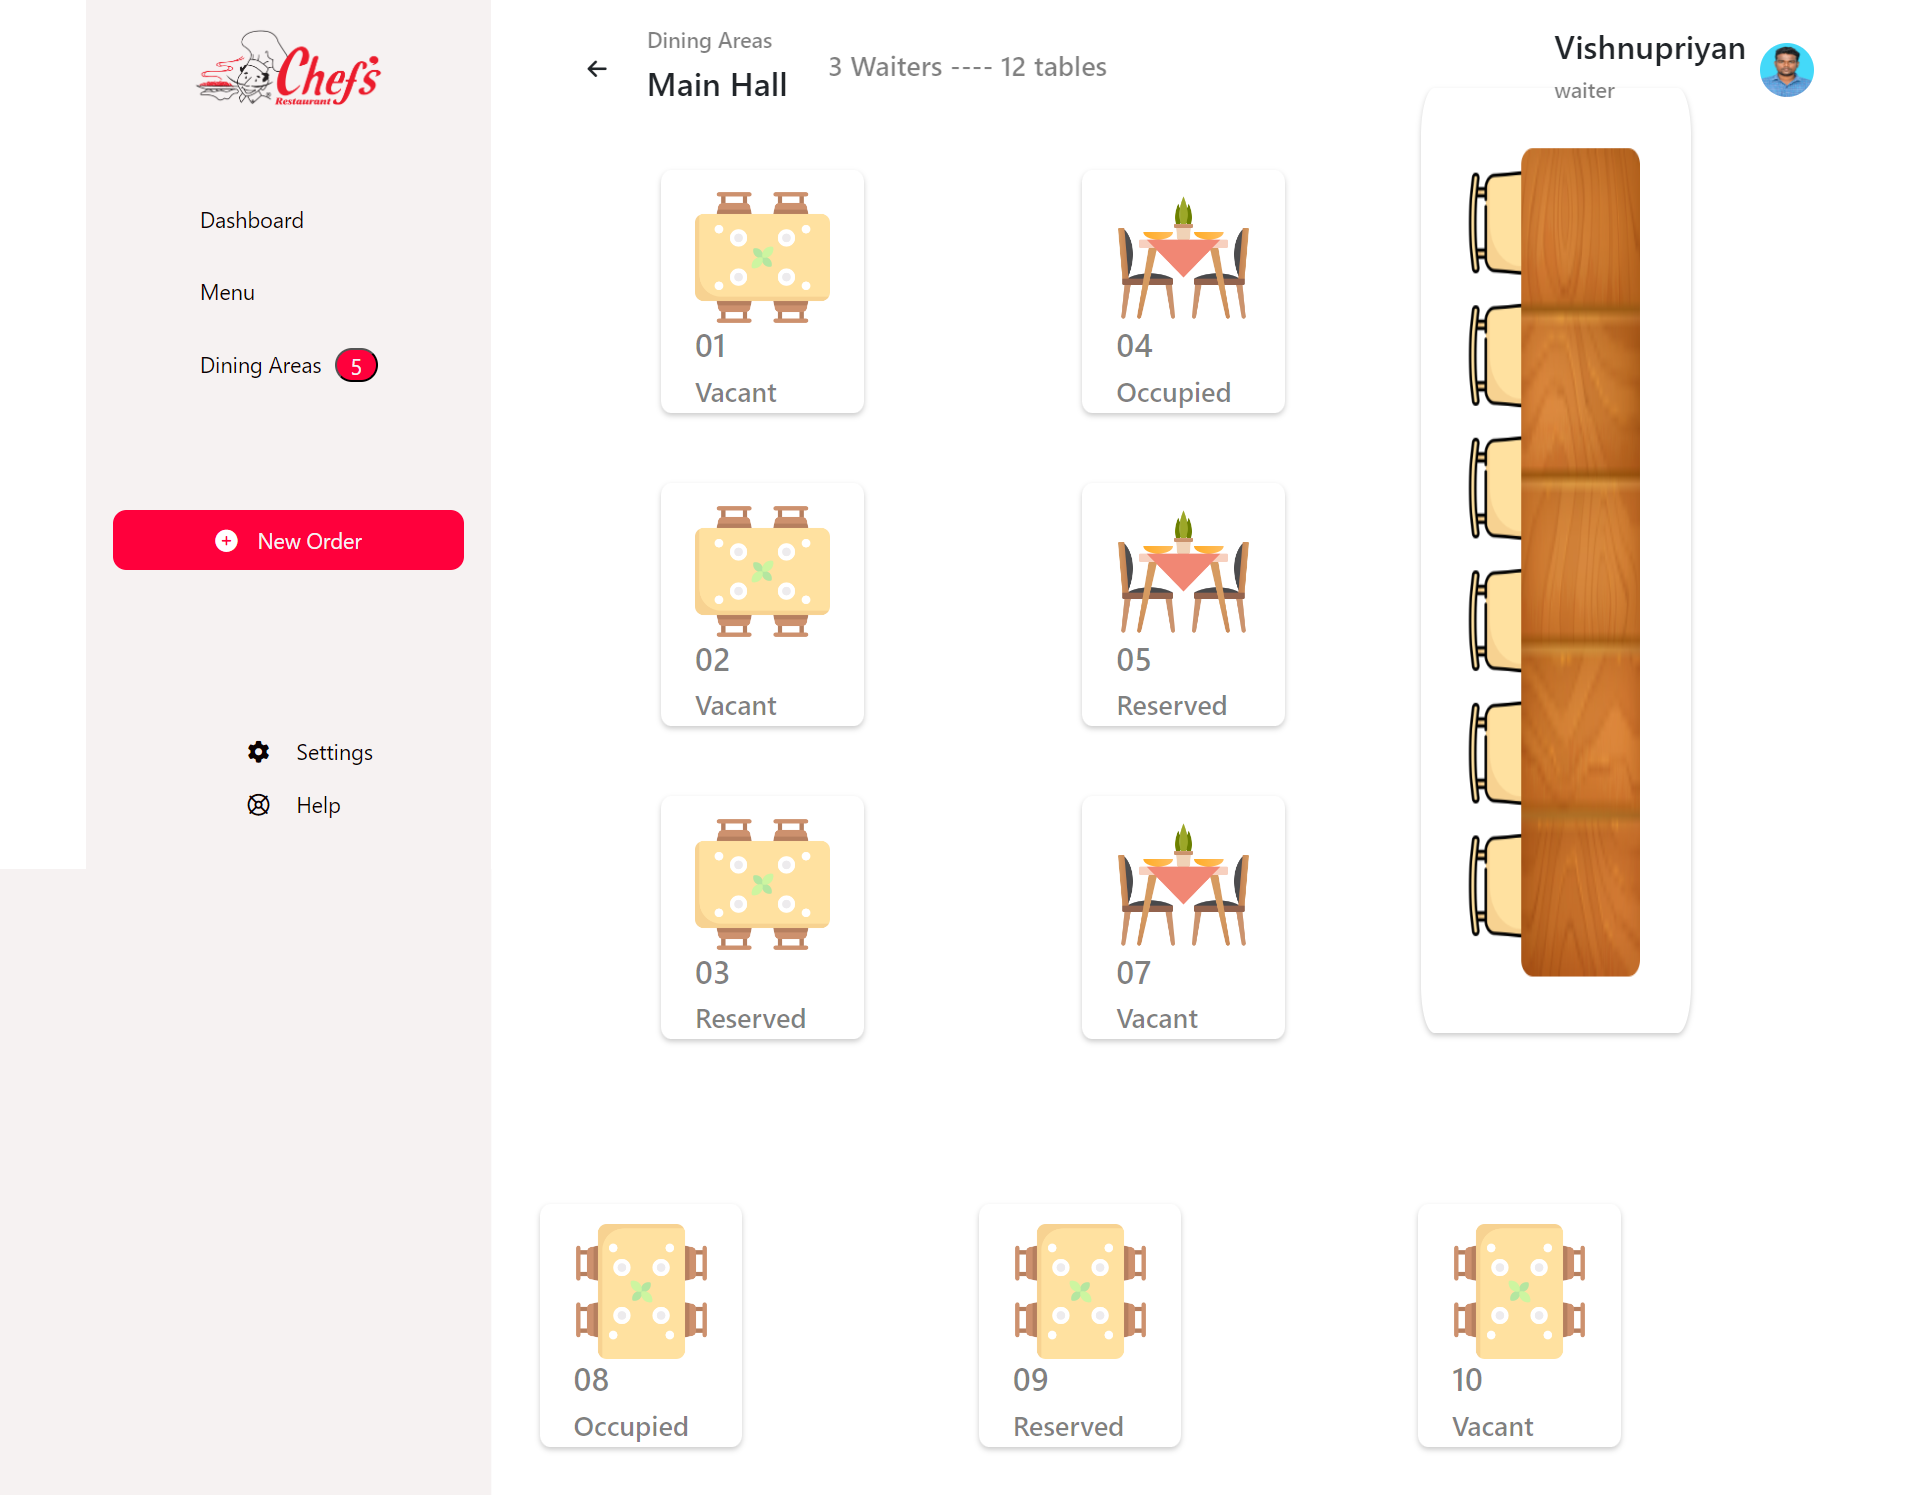 Chef's
Restaurant
Dashboard
Menu
Dining Areas 5
New Order
Settings
Help
Dining Areas
Main Hall
3 Waiters ---- 12 tables
Vishnupriyan
waiter
01
Vacant
04
Occupied
02
Vacant
05
Reserved
03
Reserved
07
Vacant
08
Occupied
09
Reserved
10
Vacant